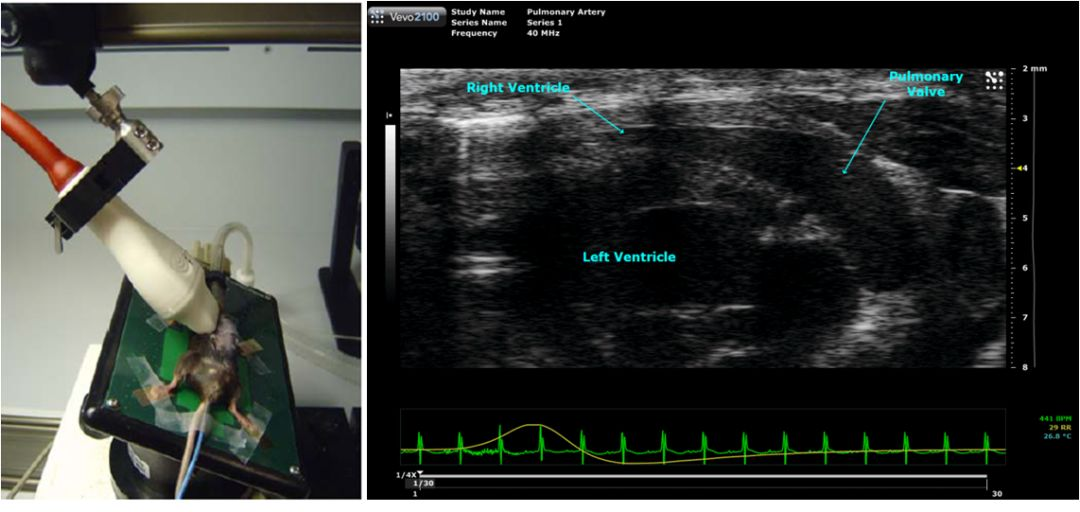 Vevo2100
Study Name Pulmonary Artery
Series Name Series 1
Frequency 40 MHz
2 mm
Pulmonary
Valve
Right Ventricle
3
4
5
Left Ventricle
6
7
8
441 BPM
29 RR
26.8 °C
1/4X
1/30
1
30